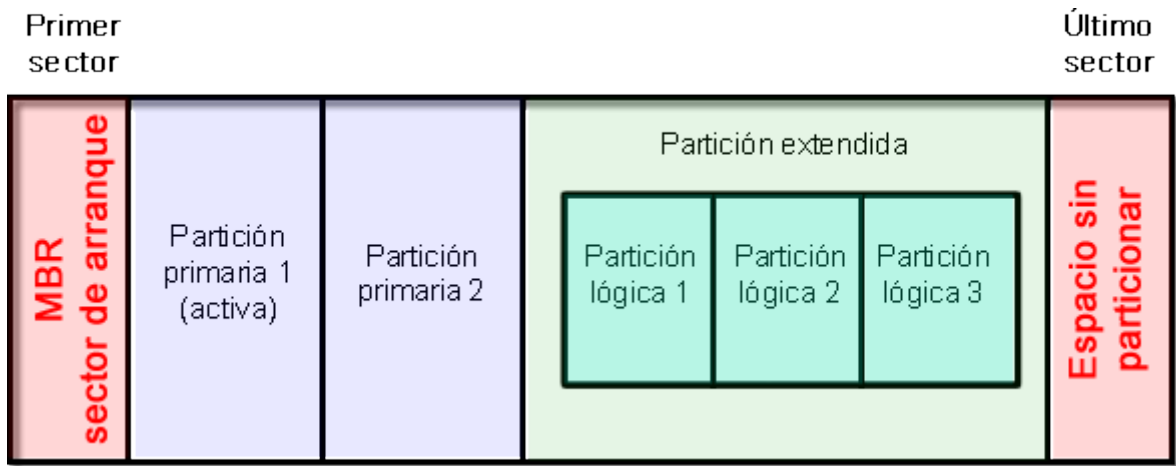 Primer
sector
Último
sector
MBR
sector de arranque
Partición
primaria 1
(activa)
Partición
primaria 2
Partición extendida
Partición
lógica 1
Partición
lógica 2
Partición
lógica 3
Espacio sin
particionar